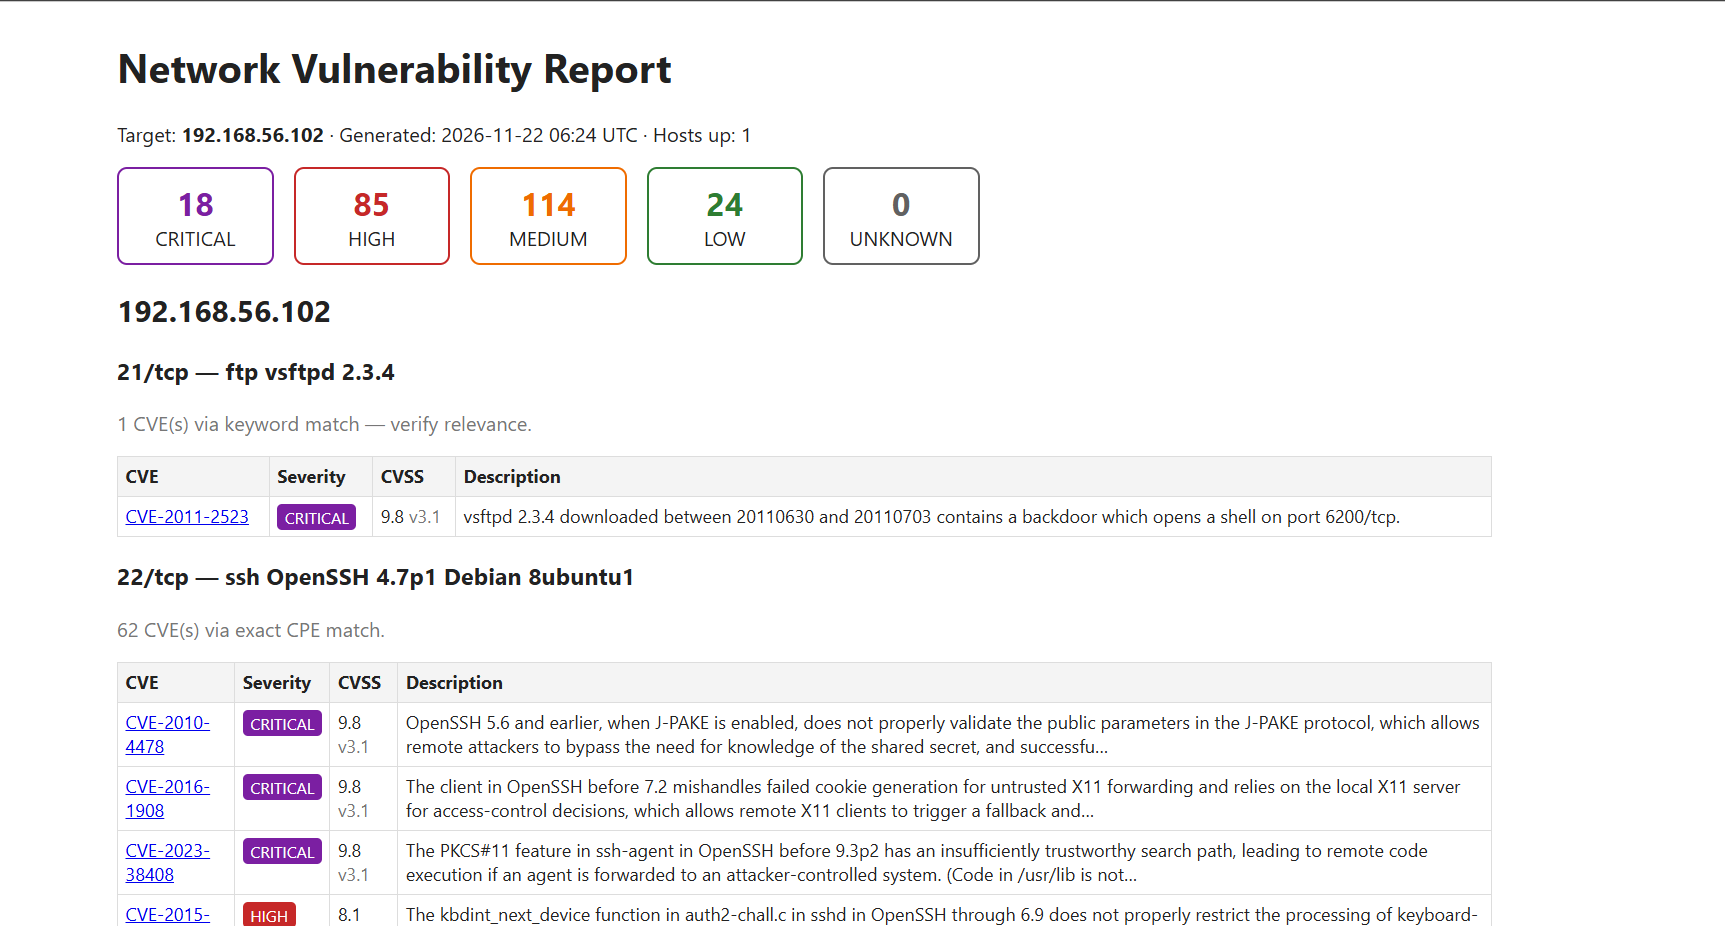 Network Vulnerability Report
Target: 192.168.56.102 · Generated: 2026-11-22 06:24 UTC · Hosts up: 1
18
CRITICAL
85
HIGH
114
MEDIUM
24
LOW
0
UNKNOWN
192.168.56.102
21/tcp — ftp vsftpd 2.3.4
1 CVE(s) via keyword match — verify relevance.
CVE Severity CVSS Description
CVE-2011-2523 CRITICAL 9.8 v3.1 vsftpd 2.3.4 downloaded between 20110630 and 20110703 contains a backdoor which opens a shell on port 6200/tcp.
22/tcp — ssh OpenSSH 4.7p1 Debian 8ubuntu1
62 CVE(s) via exact CPE match.
CVE Severity CVSS Description
CVE-2010- CRITICAL 9.8 OpenSSH 5.6 and earlier, when J-PAKE is enabled, does not properly validate the public parameters in the J-PAKE protocol, which allows
4478 v3.1 remote attackers to bypass the need for knowledge of the shared secret, and successfu...
CVE-2016- CRITICAL 9.8 The client in OpenSSH before 7.2 mishandles failed cookie generation for untrusted X11 forwarding and relies on the local X11 server
1908 v3.1 for access-control decisions, which allows remote X11 clients to trigger a fallback and...
CVE-2023- CRITICAL 9.8 The PKCS#11 feature in ssh-agent in OpenSSH before 9.3p2 has an insufficiently trustworthy search path, leading to remote code
38408 v3.1 execution if an agent is forwarded to an attacker-controlled system. (Code in /usr/lib is not...
CVE-2015- HIGH 8.1 The kbdint_next_device function in auth2-chall.c in sshd in OpenSSH through 6.9 does not properly restrict the processing of keyboard-